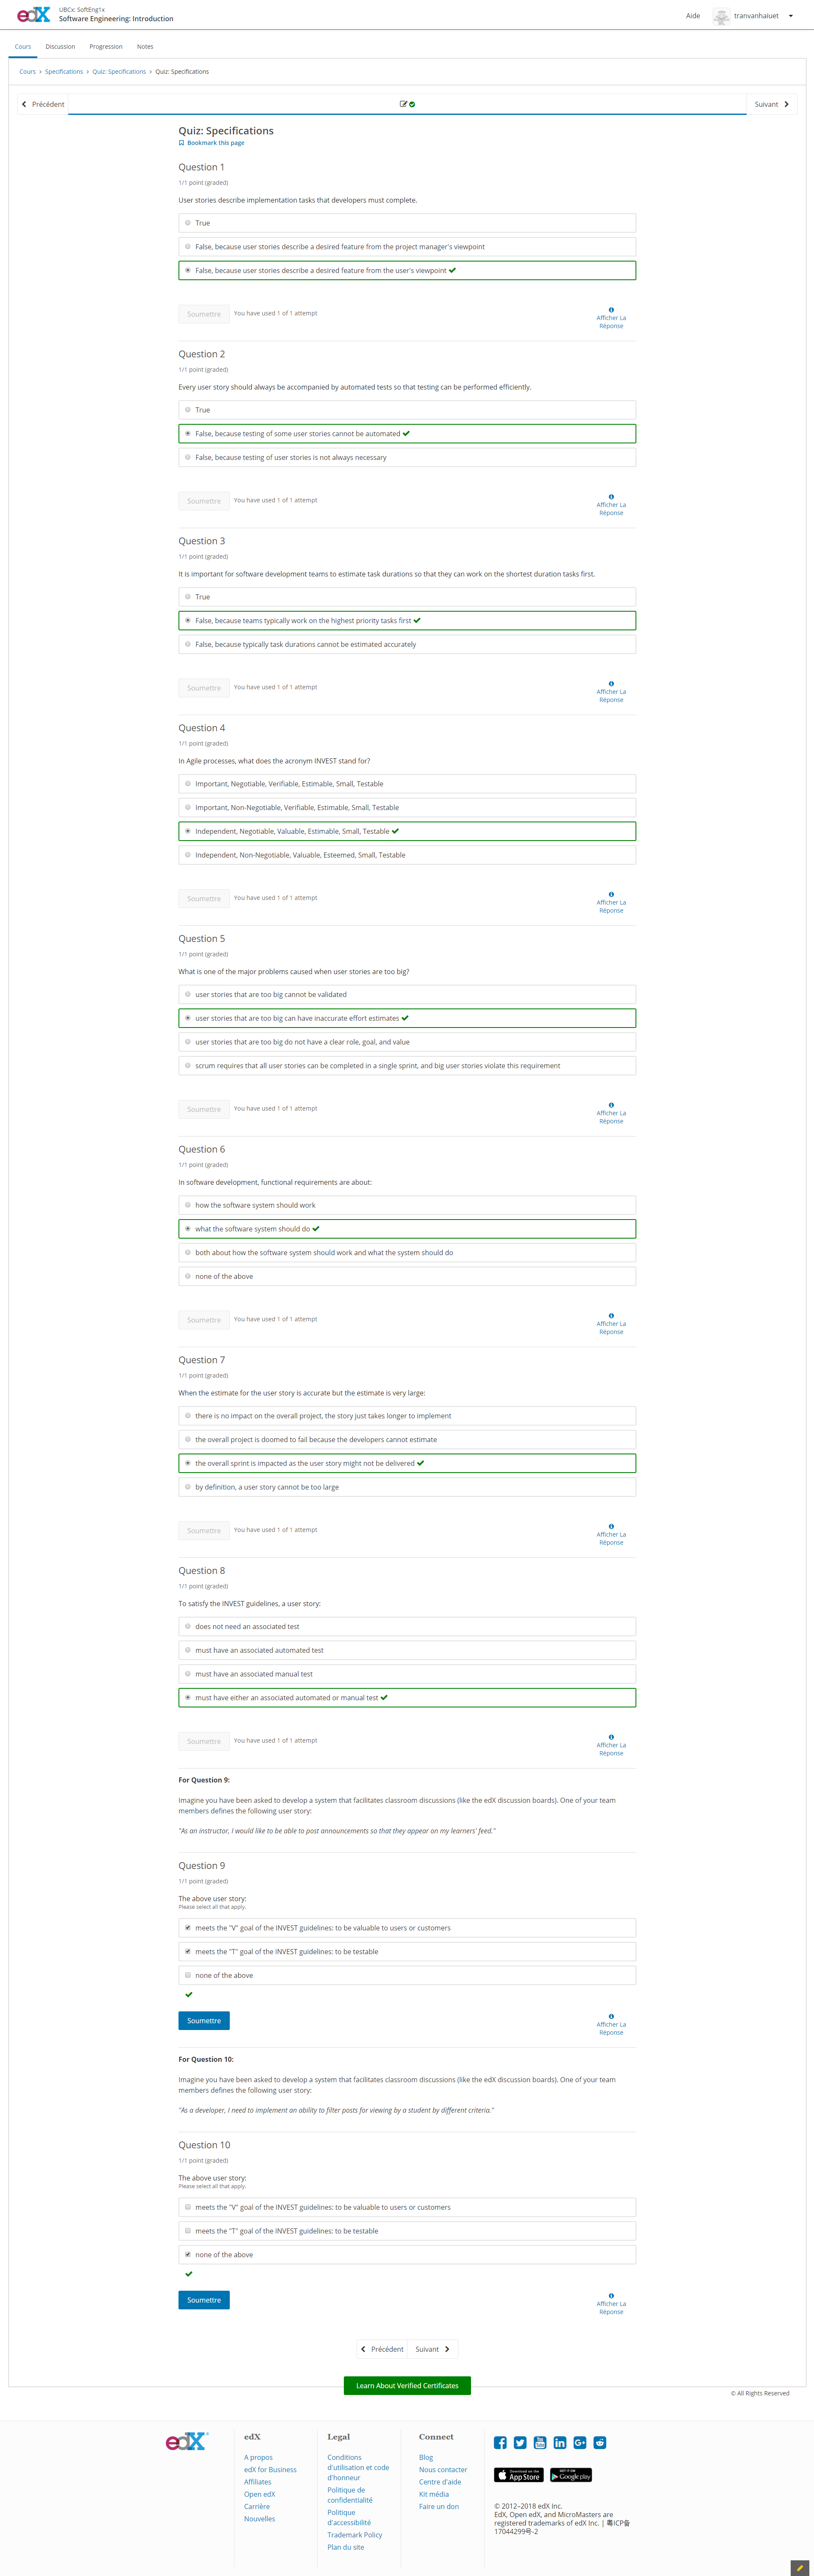 edX
UBCx: SoftEng1x
Software Engineering: Introduction
Aide
tranvanhaiuet
Cours
Discussion
Progression
Notes
Cours > Specifications > Quiz: Specifications > Quiz: Specifications
Précédent
Suivant
Quiz: Specifications
Bookmark this page
Question 1
1/1 point (graded)
User stories describe implementation tasks that developers must complete.
True
False, because user stories describe a desired feature from the project manager's viewpoint
False, because user stories describe a desired feature from the user's viewpoint
Soumettre
You have used 1 of 1 attempt
Afficher La
Réponse
Question 2
1/1 point (graded)
Every user story should always be accompanied by automated tests so that testing can be performed efficiently.
True
False, because testing of some user stories cannot be automated
False, because testing of user stories is not always necessary
Soumettre
You have used 1 of 1 attempt
Afficher La
Réponse
Question 3
1/1 point (graded)
It is important for software development teams to estimate task durations so that they can work on the shortest duration tasks first.
True
False, because teams typically work on the highest priority tasks first
False, because typically task durations cannot be estimated accurately
Soumettre
You have used 1 of 1 attempt
Afficher La
Réponse
Question 4
1/1 point (graded)
In Agile processes, what does the acronym INVEST stand for?
Important, Negotiable, Verifiable, Estimable, Small, Testable
Important, Non-Negotiable, Verifiable, Estimable, Small, Testable
Independent, Negotiable, Valuable, Estimable, Small, Testable
Independent, Non-Negotiable, Valuable, Esteemed, Small, Testable
Soumettre
You have used 1 of 1 attempt
Afficher La
Réponse
Question 5
1/1 point (graded)
What is one of the major problems caused when user stories are too big?
user stories that are too big cannot be validated
user stories that are too big can have inaccurate effort estimates
user stories that are too big do not have a clear role, goal, and value
scrum requires that all user stories can be completed in a single sprint, and big user stories violate this requirement
Soumettre
You have used 1 of 1 attempt
Afficher La
Réponse
Question 6
1/1 point (graded)
In software development, functional requirements are about:
how the software system should work
what the software system should do
both about how the software system should work and what the system should do
none of the above
Soumettre
You have used 1 of 1 attempt
Afficher La
Réponse
Question 7
1/1 point (graded)
When the estimate for the user story is accurate but the estimate is very large:
there is no impact on the overall project, the story just takes longer to implement
the overall project is doomed to fail because the developers cannot estimate
the overall sprint is impacted as the user story might not be delivered
by definition, a user story cannot be too large
Soumettre
You have used 1 of 1 attempt
Afficher La
Réponse
Question 8
1/1 point (graded)
To satisfy the INVEST guidelines, a user story:
does not need an associated test
must have an associated automated test
must have an associated manual test
must have either an associated automated or manual test
Soumettre
You have used 1 of 1 attempt
Afficher La
Réponse
For Question 9:
Imagine you have been asked to develop a system that facilitates classroom discussions (like the edX discussion boards). One of your team
members defines the following user story:
"As an instructor, I would like to be able to post announcements so that they appear on my learners' feed."
Question 9
1/1 point (graded)
The above user story:
Please select all that apply.
meets the "V" goal of the INVEST guidelines: to be valuable to users or customers
meets the "T" goal of the INVEST guidelines: to be testable
none of the above
Soumettre
Afficher La
Réponse
For Question 10:
Imagine you have been asked to develop a system that facilitates classroom discussions (like the edX discussion boards). One of your team
members defines the following user story:
"As a developer, I need to implement an ability to filter posts for viewing by a student by different criteria."
Question 10
1/1 point (graded)
The above user story:
Please select all that apply.
meets the "V" goal of the INVEST guidelines: to be valuable to users or customers
meets the "T" goal of the INVEST guidelines: to be testable
none of the above
Soumettre
Afficher La
Réponse
Précédent
Suivant
Learn About Verified Certificates
© All Rights Reserved
edX
edX
A propos
edX for Business
Affiliates
Open edX
Carrière
Nouvelles
Legal
Conditions
d'utilisation et code
d'honneur
Politique de
confidentialité
Politique
d'accessibilité
Trademark Policy
Plan du site
Connect
Blog
Nous contacter
Centre d'aide
Kit média
Faire un don
Download on the
App Store
GET IT ON
Google play
© 2012–2018 edX Inc.
EdX, Open edX, and MicroMasters are
registered trademarks of edX Inc. | 粤ICP备
17044299号-2